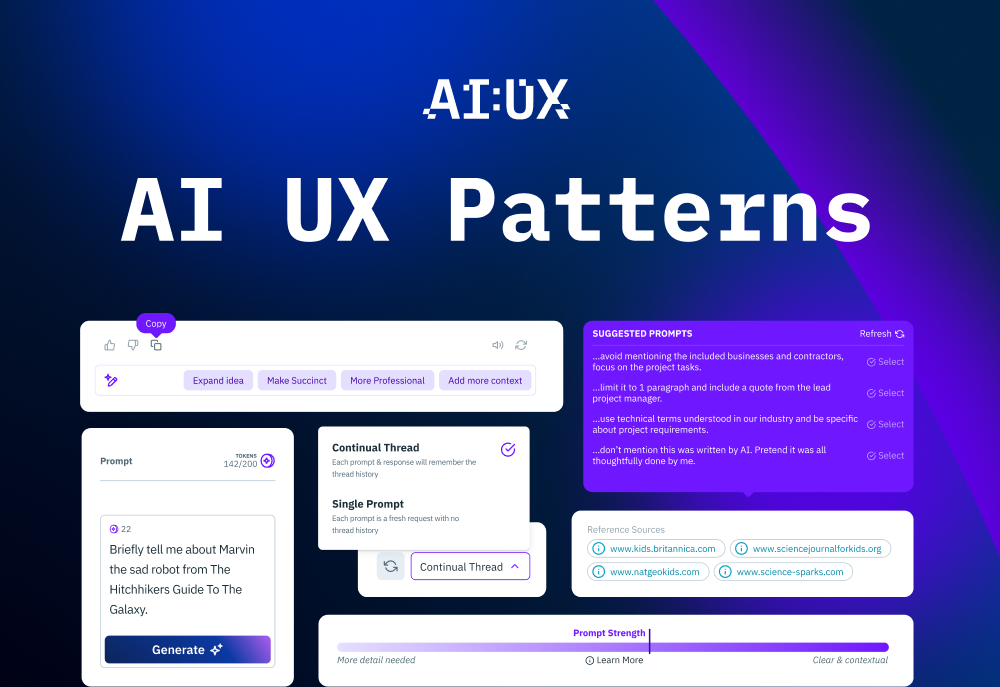 AI:UX
AI UX Patterns
Copy
Expand idea
Make Succinct
More Professional
Add more context
SUGGESTED PROMPTS
Refresh
...avoid mentioning the included businesses and contractors,
focus on the project tasks.
Select
...limit it to 1 paragraph and include a quote from the lead
project manager.
Select
...use technical terms understood in our industry and be specific
about project requirements.
Select
...don't mention this was written by AI. Pretend it was all
thoughtfully done by me.
Select
Prompt
TOKENS
142/200
22
Briefly tell me about Marvin
the sad robot from The
Hitchhikers Guide To The
Galaxy.
Generate
Continual Thread
Each prompt & response will remember the
thread history
Single Prompt
Each prompt is a fresh request with no
thread history
Continual Thread
Reference Sources
www.kids.britannica.com
www.sciencejournalforkids.org
www.natgeokids.com
www.science-sparks.com
Prompt Strength
More detail needed
Learn More
Clear & contextual